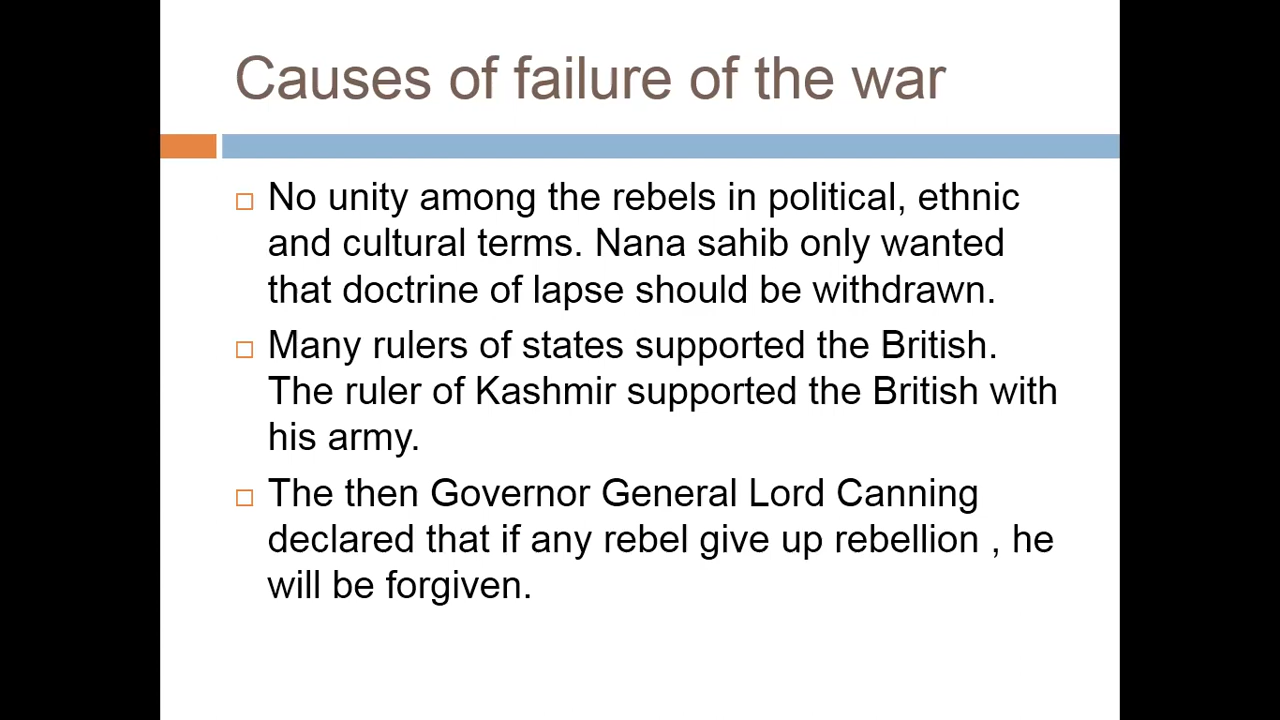 Causes of failure of the war
No unity among the rebels in political, ethnic
and cultural terms. Nana sahib only wanted
that doctrine of lapse should be withdrawn.
Many rulers of states supported the British.
The ruler of Kashmir supported the British with
his army.
The then Governor General Lord Canning
declared that if any rebel give up rebellion , he
will be forgiven.